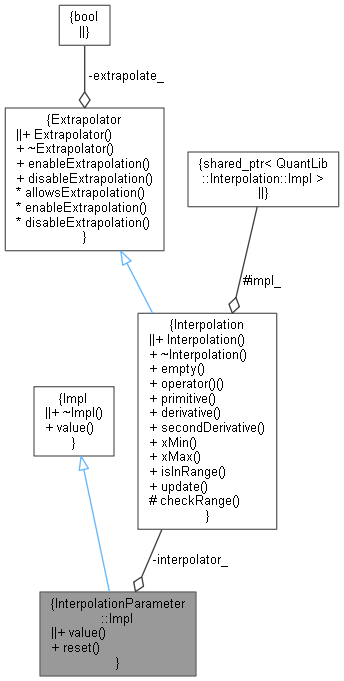 {bool
||}
-extrapolate_
{Extrapolator
||+ Extrapolator()
+ ~Extrapolator()
+ enableExtrapolation()
+ disableExtrapolation()
* allowsExtrapolation()
* enableExtrapolation()
* disableExtrapolation()
}
{shared_ptr< QuantLib
::Interpolation::Impl >
||}
#impl_
{Interpolation
||+ Interpolation()
+ ~Interpolation()
+ empty()
+ operator()()
+ primitive()
+ derivative()
+ secondDerivative()
+ xMin()
+ xMax()
+ isInRange()
+ update()
# checkRange()
}
{Impl
||+ ~Impl()
+ value()
}
-interpolator_
{InterpolationParameter
::Impl
||+ value()
+ reset()
}